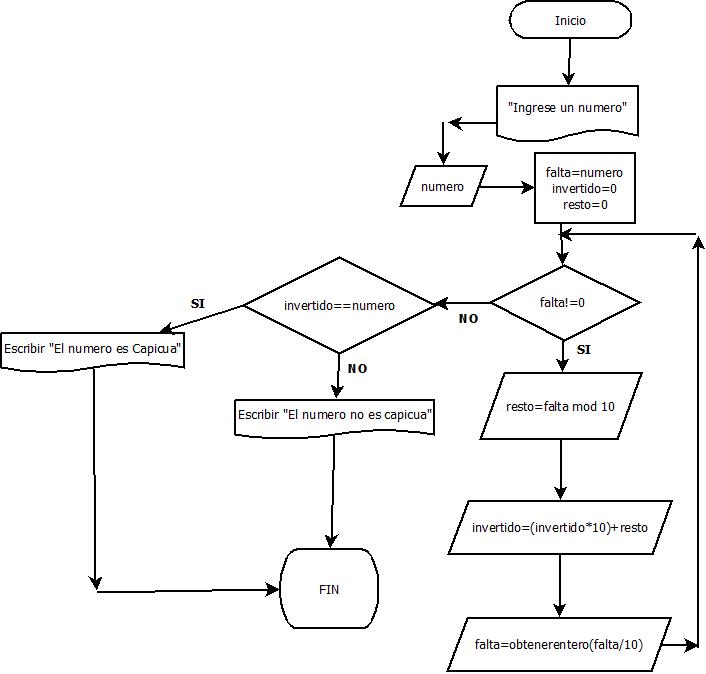 Inicio
"Ingrese un numero"
numero
falta=numero
invertido=0
resto=0
falta!=0
NO
SI
invertido==numero
SI
NO
Escribir "El numero es Capicua"
Escribir "El numero no es capicua"
resto=falta mod 10
invertido=(invertido*10)+resto
falta=obtenerentero(falta/10)
FIN